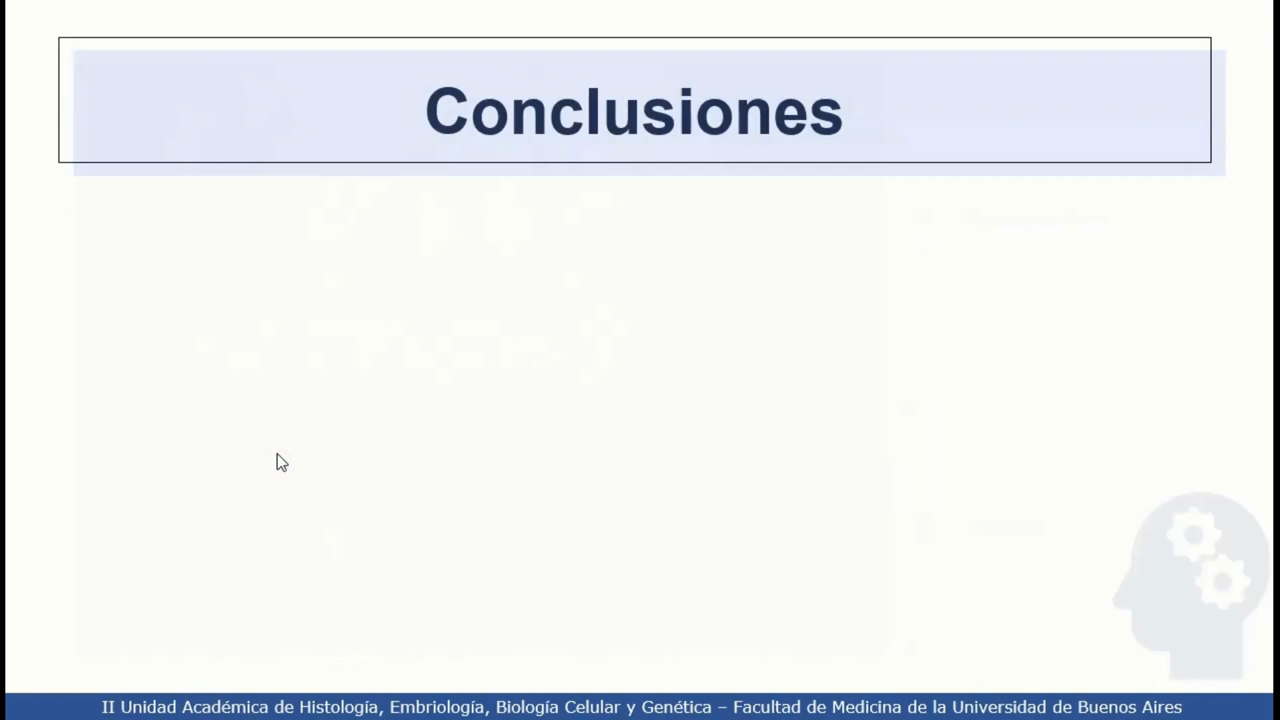 Conclusiones
II Unidad Académica de Histología, Embriología, Biología Celular y Genética – Facultad de Medicina de la Universidad de Buenos Aires